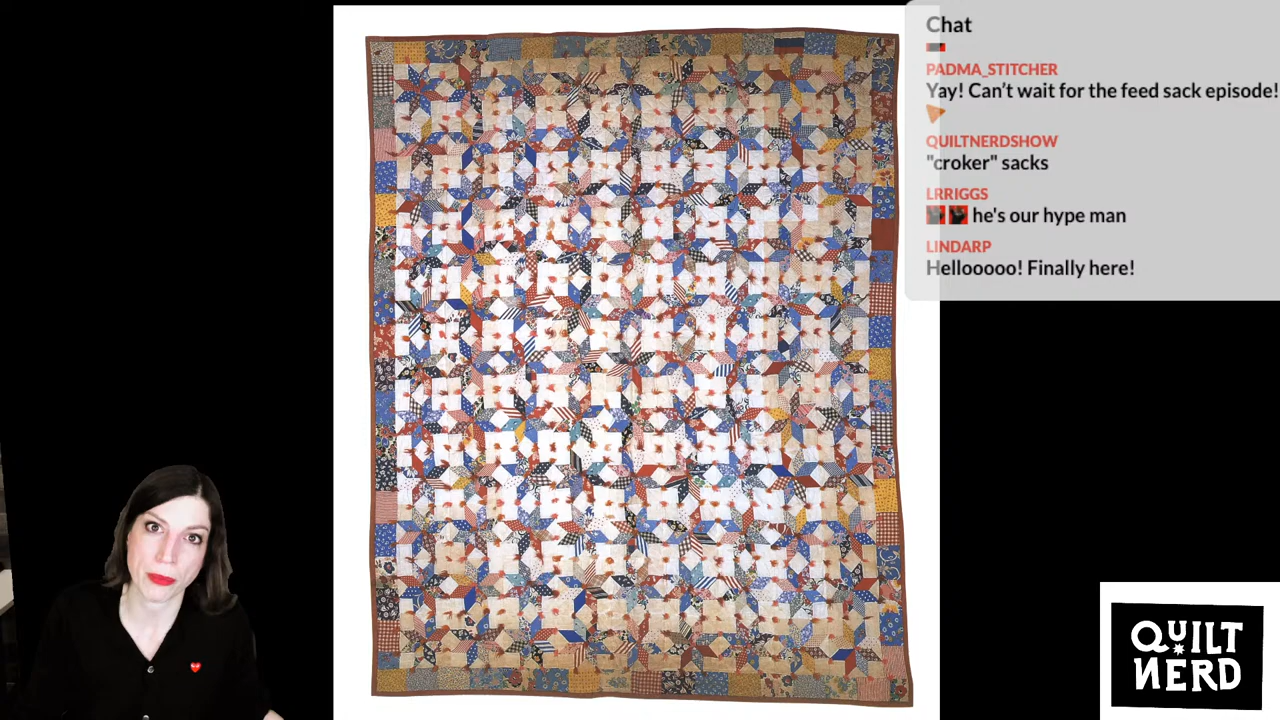 Chat
PADMA_STITCHER
Yay! Can't wait for the feed sack episode!
QUILTNERDSHOW
"croker" sacks
LRRIGGS
he's our hype man
LINDARP
Hellooooo! Finally here!
QUILT
NERD